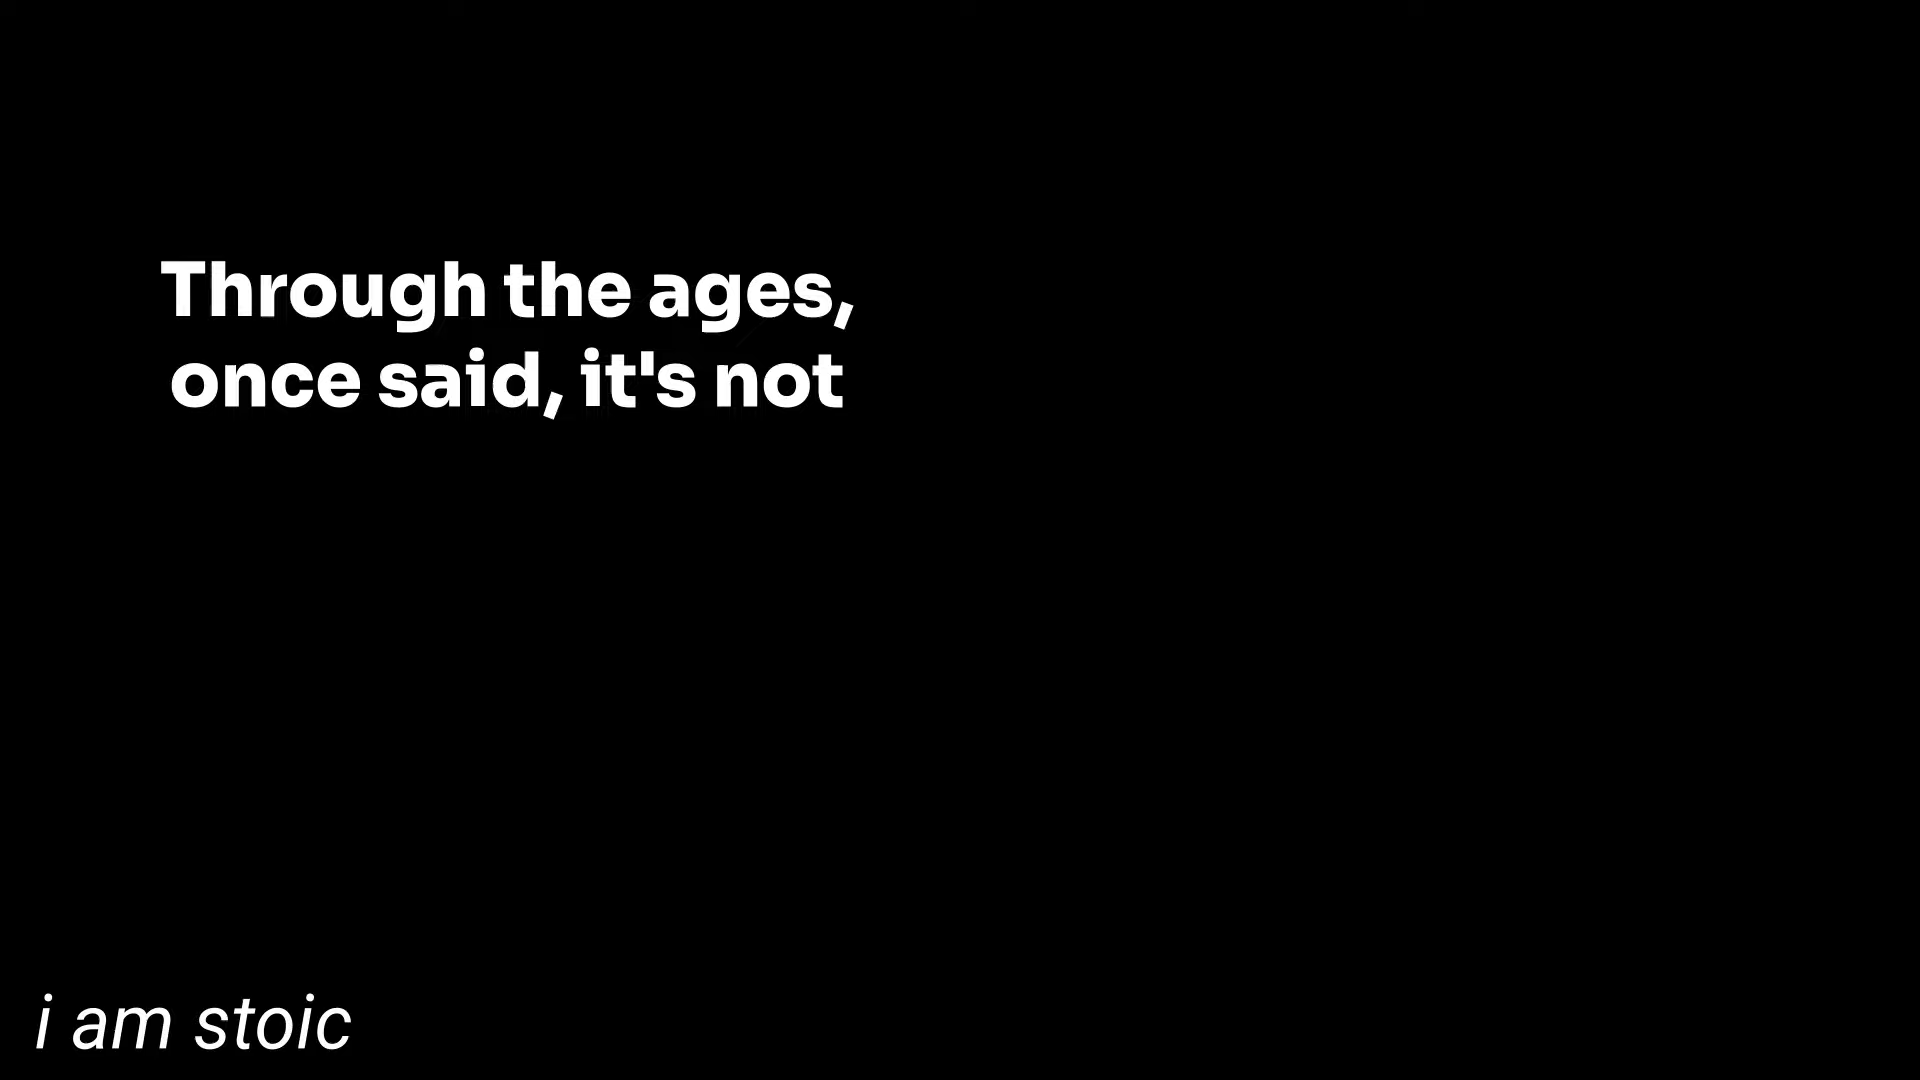 Through the ages,
once said, it's not
i am stoic